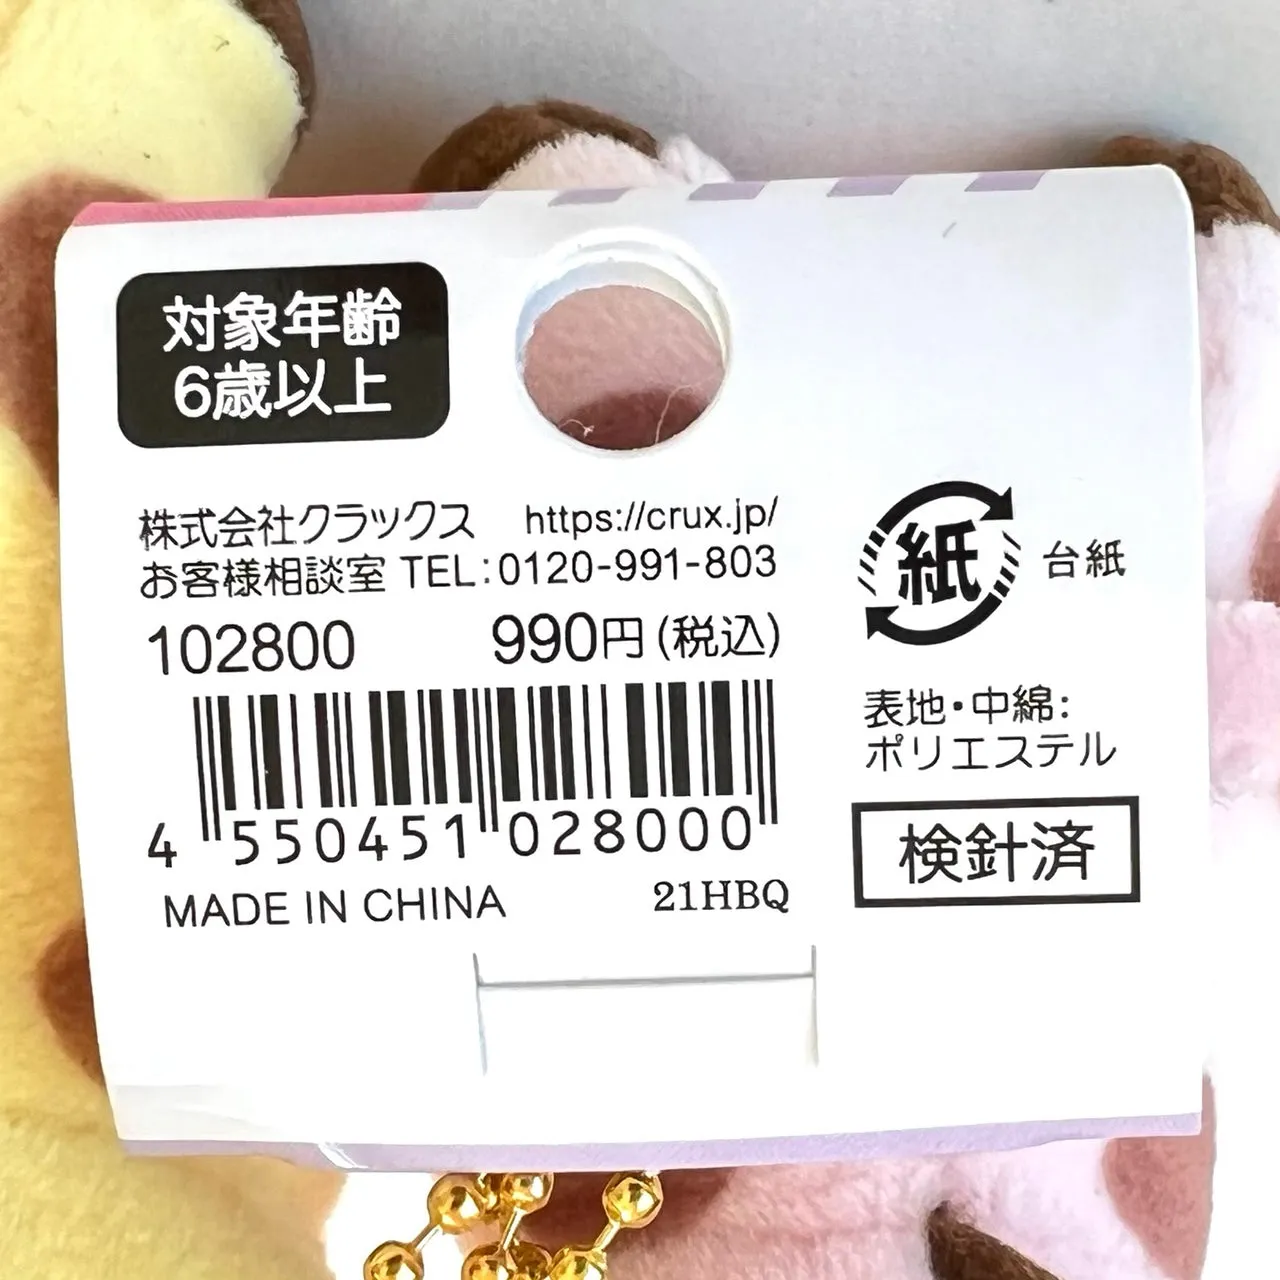 対象年齢
6歳以上
株式会社クラックス https://crux.jp/
お客様相談室 TEL:0120-991-803
102800 990円(税込)
4 550451 028000
MADE IN CHINA 21HBQ
紙 台紙
表地・中綿:
ポリエステル
検針済